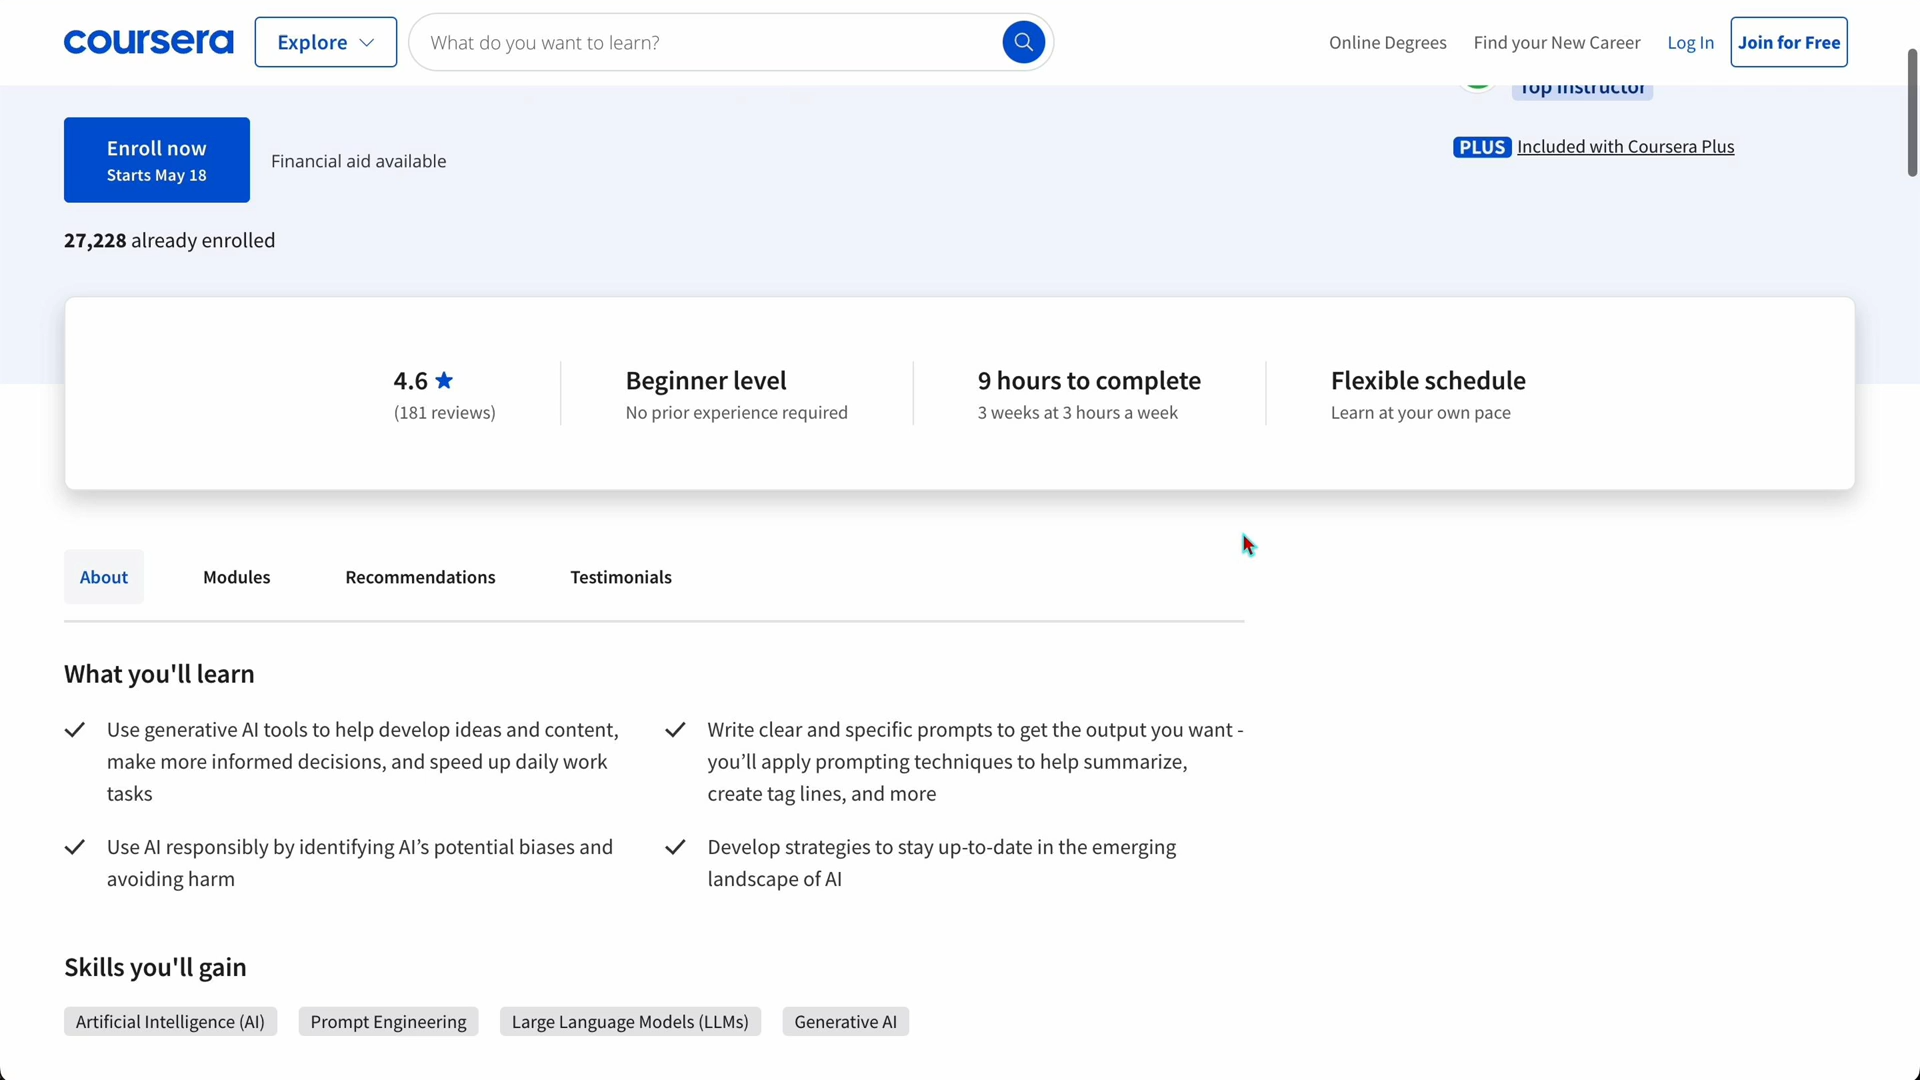 coursera
Explore
What do you want to learn?
Online Degrees
Find your New Career
Log In
Join for Free
Top Instructor
Enroll now
Starts May 18
Financial aid available
PLUS Included with Coursera Plus
27,228 already enrolled
4.6
(181 reviews)
Beginner level
No prior experience required
9 hours to complete
3 weeks at 3 hours a week
Flexible schedule
Learn at your own pace
About
Modules
Recommendations
Testimonials
What you'll learn
Use generative AI tools to help develop ideas and content,
make more informed decisions, and speed up daily work
tasks
Write clear and specific prompts to get the output you want -
you’ll apply prompting techniques to help summarize,
create tag lines, and more
Use AI responsibly by identifying AI’s potential biases and
avoiding harm
Develop strategies to stay up-to-date in the emerging
landscape of AI
Skills you'll gain
Artificial Intelligence (AI)
Prompt Engineering
Large Language Models (LLMs)
Generative AI